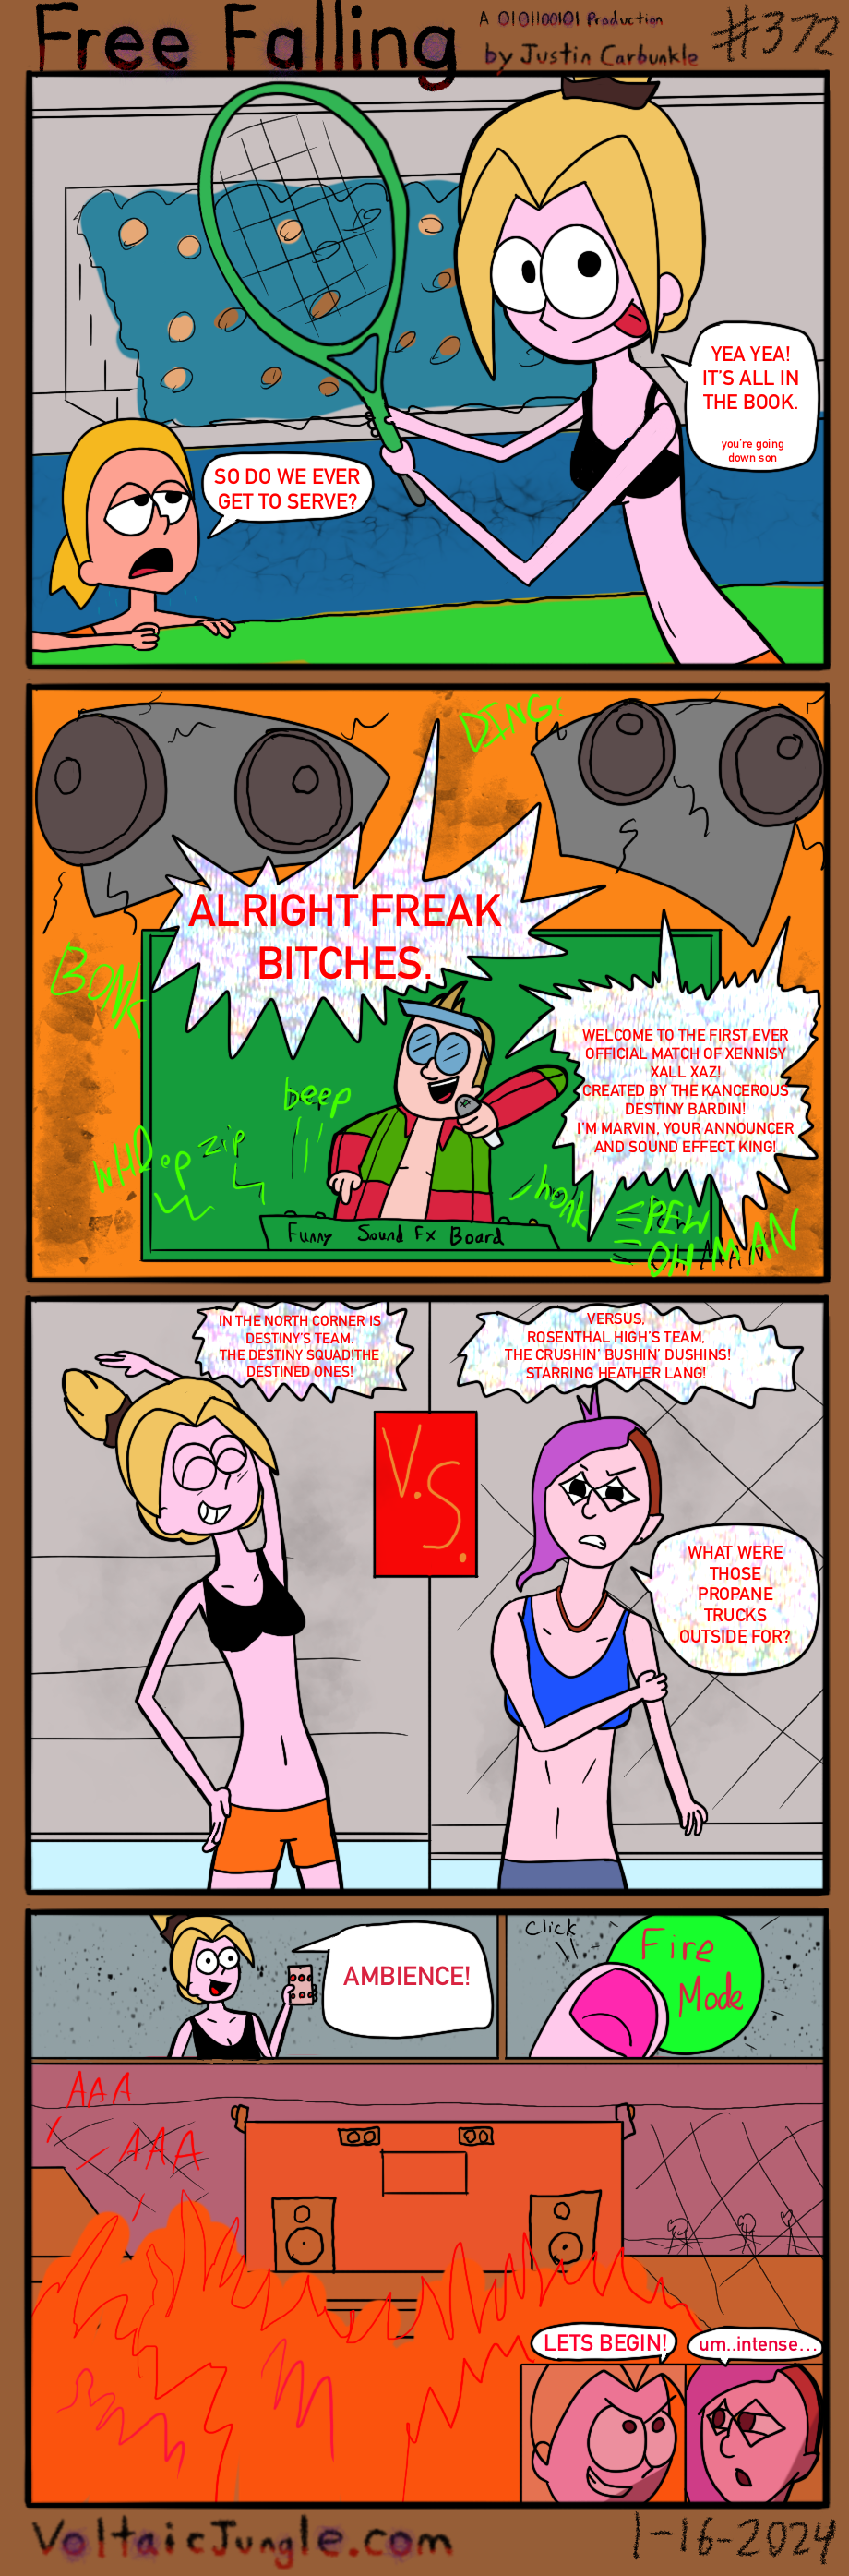 Free Falling
A 0101100101 Production
by Justin Carbunkle
#372
YEA YEA!
IT'S ALL IN
THE BOOK.
you're going
down son
SO DO WE EVER
GET TO SERVE?
DING!
ALRIGHT FREAK
BITCHES.
BONK
WELCOME TO THE FIRST EVER
OFFICIAL MATCH OF XENNISY
XALL XAZ!
CREATED BY THE KANCEROUS
DESTINY BARDIN!
I'M MARVIN, YOUR ANNOUNCER
AND SOUND EFFECT KING!
beep
zip
WHOop
honk
PEW
OH MAN
Funny Sound Fx Board
IN THE NORTH CORNER IS
DESTINY'S TEAM.
THE DESTINY SQUAD!THE
DESTINED ONES!
VERSUS,
ROSENTHAL HIGH'S TEAM,
THE CRUSHIN' BUSHIN' DUSHINS!
STARRING HEATHER LANG!
V.S.
WHAT WERE
THOSE
PROPANE
TRUCKS
OUTSIDE FOR?
AMBIENCE!
Click
Fire
Mode
AAA
AAA
LETS BEGIN!
um..intense...
VoltaicJungle.com
1-16-2024